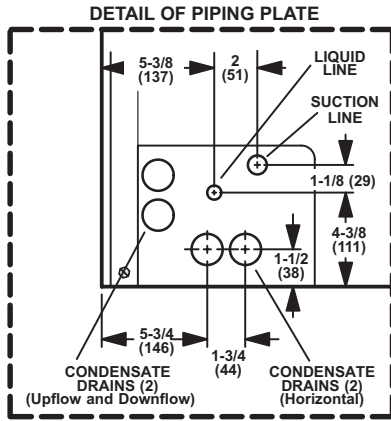 DETAIL OF PIPING PLATE
5-3/8
(137)
2
(51)
LIQUID
LINE
SUCTION
LINE
1-1/8 (29)
4-3/8
(111)
1-1/2
(38)
5-3/4
(146)
1-3/4
(44)
CONDENSATE
DRAINS (2)
(Upflow and Downflow)
CONDENSATE
DRAINS (2)
(Horizontal)